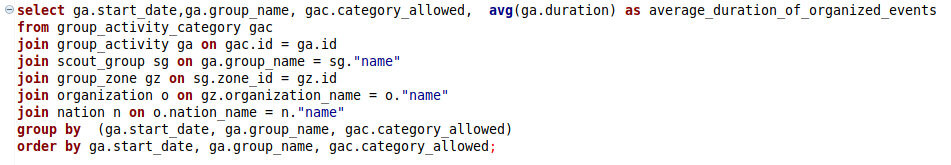 select ga.start_date,ga.group_name, gac.category_allowed,  avg(ga.duration) as average_duration_of_organized_events
from group_activity_category gac
join group_activity ga on gac.id = ga.id
join scout_group sg on ga.group_name = sg."name"
join group_zone gz on sg.zone_id = gz.id
join organization o on gz.organization_name = o."name"
join nation n on o.nation_name = n."name"
group by  (ga.start_date, ga.group_name, gac.category_allowed)
order by ga.start_date, ga.group_name, gac.category_allowed;